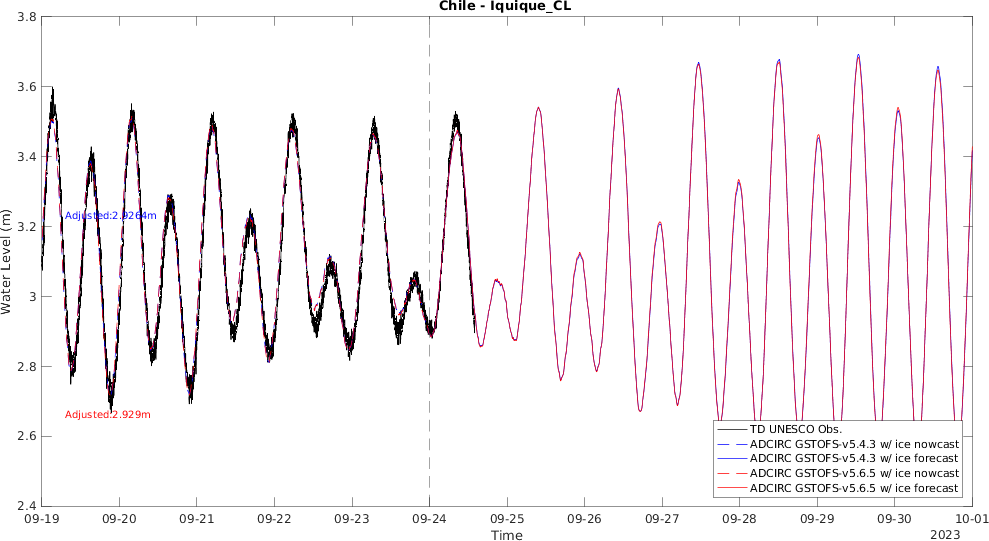 Chile - Iquique_CL
3.8
3.6
3.4
3.2
3
2.8
2.6
2.4
Water Level (m)
Adjusted:2.9264m
Adjusted:2.929m
TD UNESCO Obs.
ADCIRC GSTOFS-v5.4.3 w/ ice nowcast
ADCIRC GSTOFS-v5.4.3 w/ ice forecast
ADCIRC GSTOFS-v5.6.5 w/ ice nowcast
ADCIRC GSTOFS-v5.6.5 w/ ice forecast
09-19 09-20 09-21 09-22 09-23 09-24 09-25 09-26 09-27 09-28 09-29 09-30 10-01
Time
2023